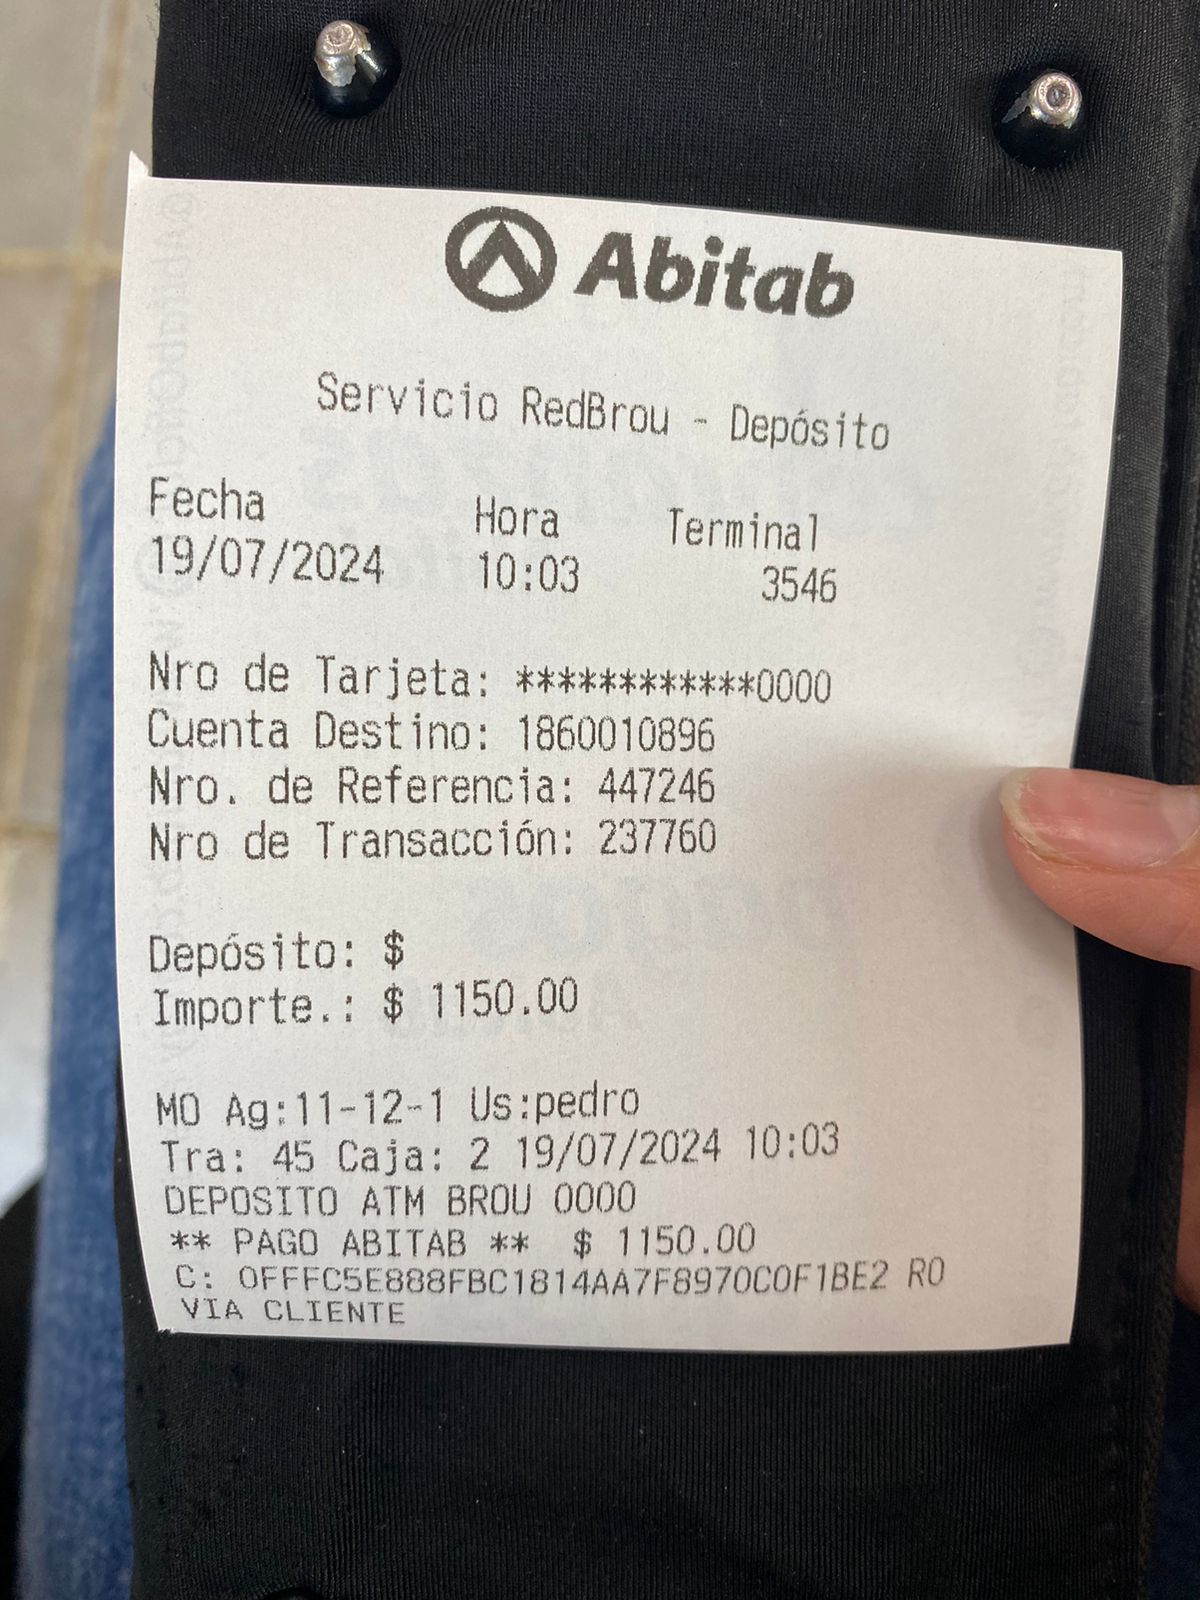 Abitab
Servicio RedBrou - Depósito
Fecha Hora Terminal
19/07/2024 10:03 3546
Nro de Tarjeta: ************0000
Cuenta Destino: 1860010896
Nro. de Referencia: 447246
Nro de Transacción: 237760
Depósito: $
Importe.: $ 1150.00
MO Ag:11-12-1 Us:pedro
Tra: 45 Caja: 2 19/07/2024 10:03
DEPOSITO ATM BROU 0000
** PAGO ABITAB ** $ 1150.00
C: 0FFFC5E888FBC1814AA7F8970C0F1BE2 R0
VIA CLIENTE